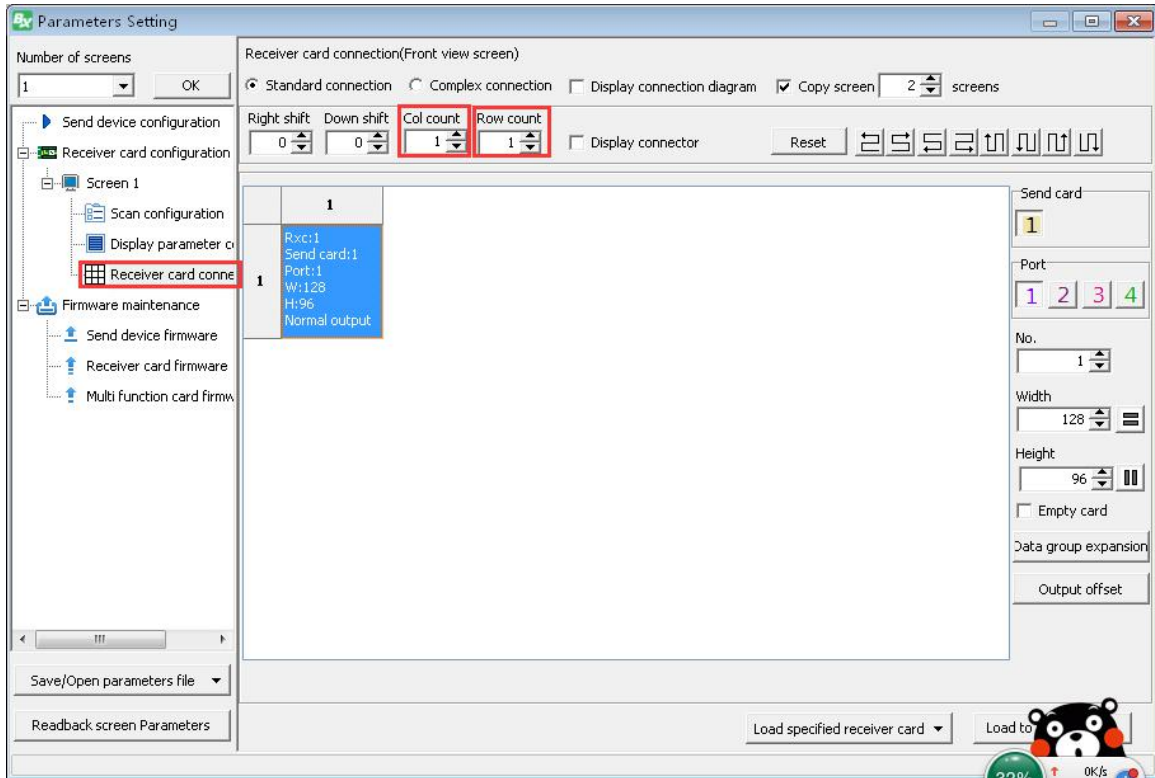 BX Parameters Setting
Number of screens
1 OK
Send device configuration
Receiver card configuration
Screen 1
Scan configuration
Display parameter c
Receiver card conne
Firmware maintenance
Send device firmware
Receiver card firmware
Multi function card firmw
Save/Open parameters file
Readback screen Parameters
Receiver card connection(Front view screen)
Standard connection Complex connection Display connection diagram Copy screen 2 screens
Right shift Down shift Col count Row count
0 0 1 1 Display connector Reset
1
1
Rxc:1
Send card:1
Port:1
W:128
H:96
Normal output
Send card
1
Port
1 2 3 4
No.
1
Width
128
Height
96
Empty card
Data group expansion
Output offset
Load specified receiver card Load to
32% 0K/s